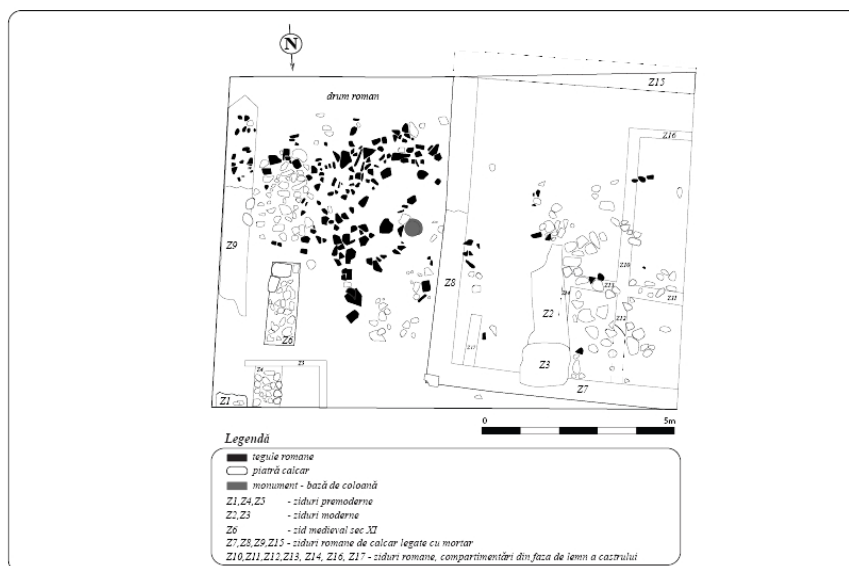 N
drum roman
Z15
Z16
Z9
Z8
Z10
Z11
Z14
Z13
Z2
Z12
Z17
Z6
Z3
Z4
Z5
Z7
Z1
0 5m
Legendă
tegule romane
piatră calcar
monument - bază de coloană
Z1,Z4,Z5 - ziduri premoderne
Z2,Z3 - ziduri moderne
Z6 - zid medieval sec XI
Z7,Z8,Z9,Z15 - ziduri romane de calcar legate cu mortar
Z10,Z11,Z12,Z13, Z14, Z16, Z17 - ziduri romane, compartimentări din faza de lemn a castrului